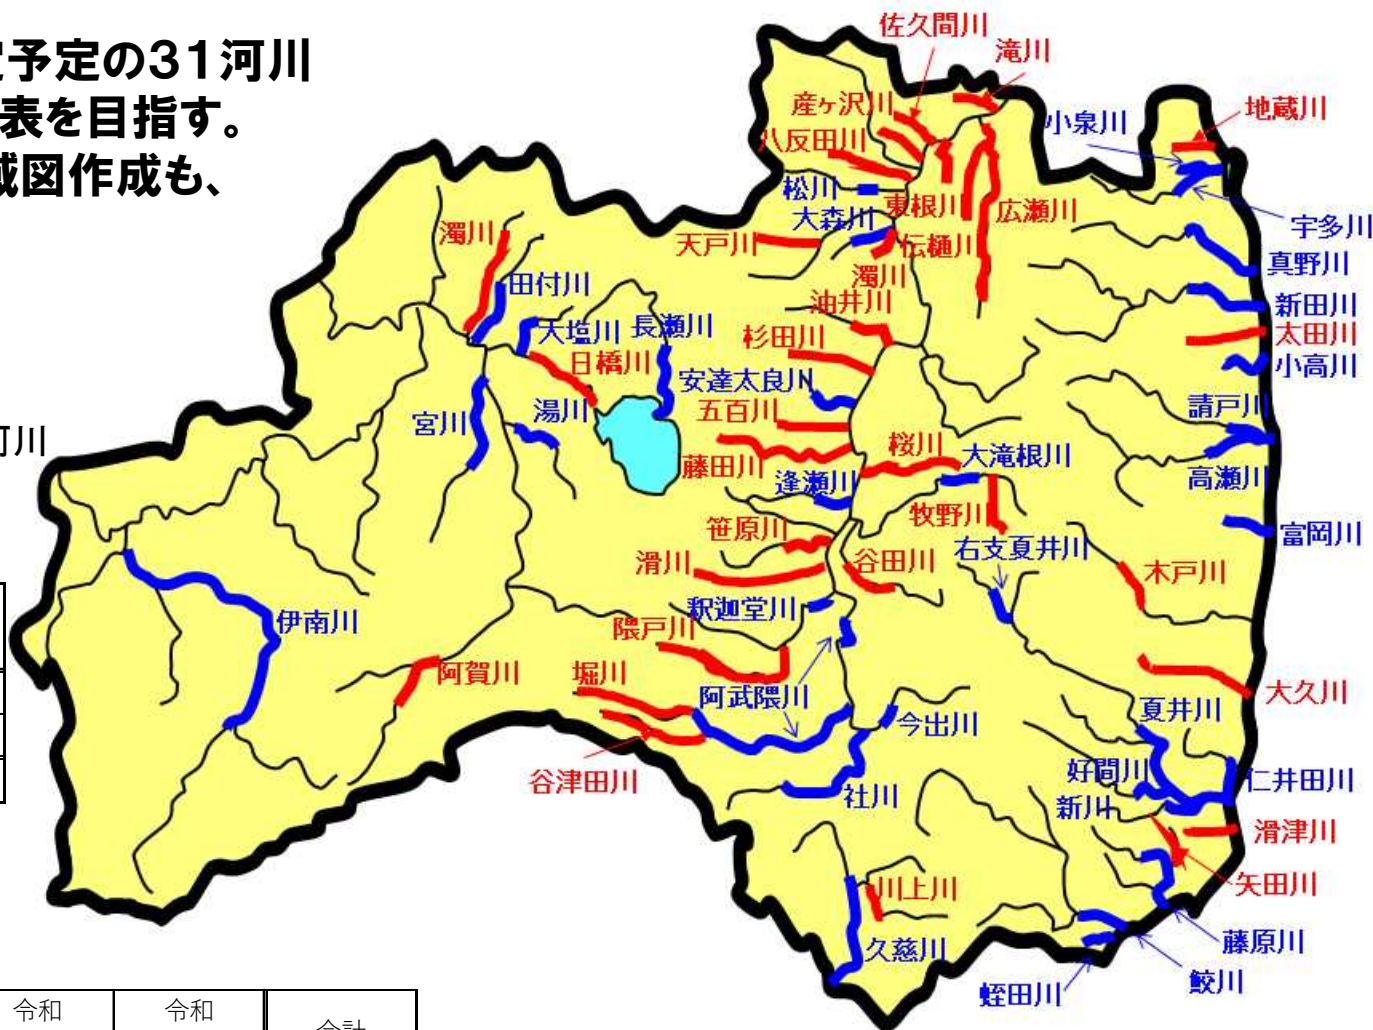 予定の31河川
表を目指す。
域図作成も、
河川
佐久間川
滝川
産ヶ沢川
八反田川
小泉川
地蔵川
松川
大森川
東根川
広瀬川
宇多川
濁川
天戸川
伝樋川
真野川
田付川
濁川
油井川
新田川
大塩川
長瀬川
杉田川
太田川
日橋川
小高川
安達太良川
湯川
五百川
請戸川
宮川
藤田川
桜川
大滝根川
逢瀬川
高瀬川
笹原川
牧野川
富岡川
滑川
谷田川
右支夏井川
木戸川
釈迦堂川
伊南川
隈戸川
阿賀川
堀川
阿武隈川
大久川
今出川
夏井川
谷津田川
社川
好間川
仁井田川
新川
滑津川
川上川
矢田川
久慈川
藤原川
蛭田川
鮫川
令和
令和
合計